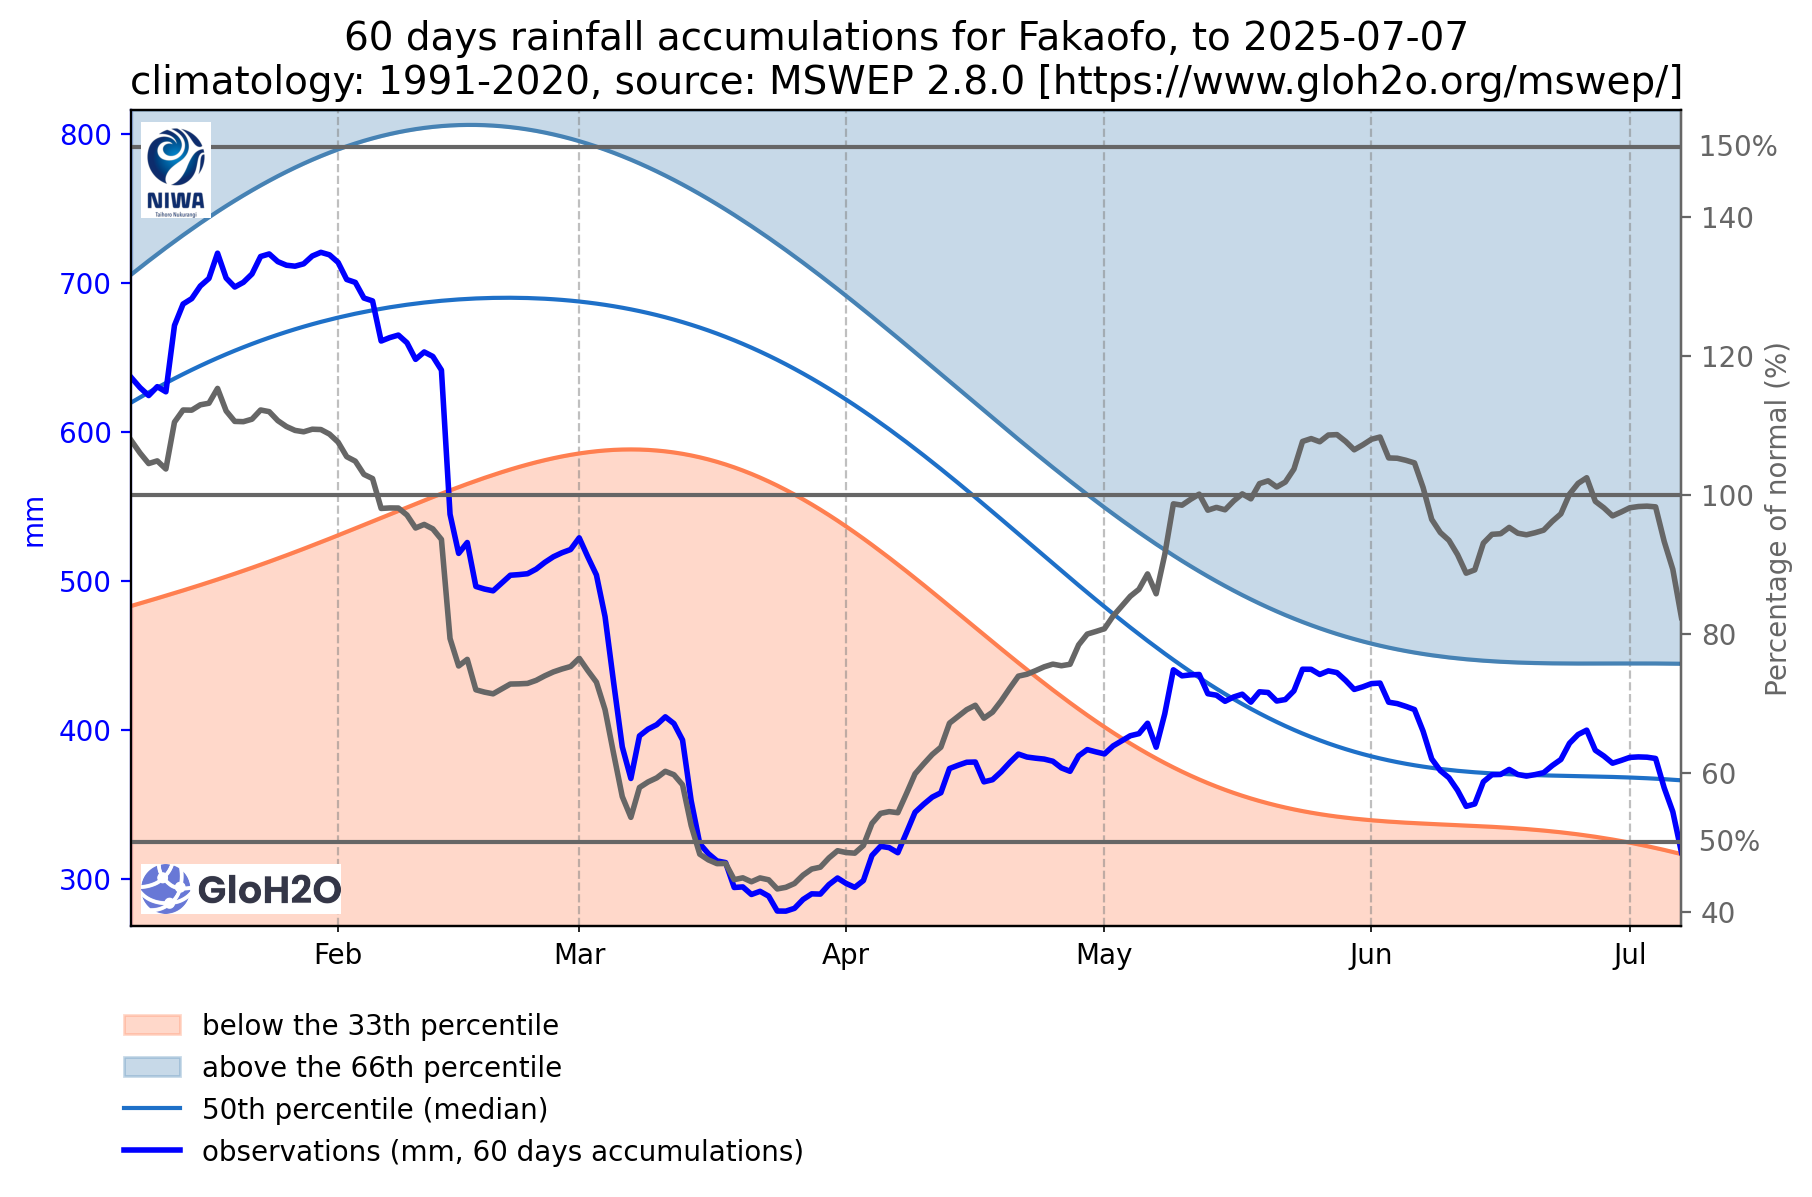 60 days rainfall accumulations for Fakaofo, to 2025-07-07
climatology: 1991-2020, source: MSWEP 2.8.0 [https://www.gloh2o.org/mswep/]
800
700
600
500
400
300
mm
150%
140
120
100
80
60
50%
40
Percentage of normal (%)
NIWA
Taihoro Nukurangi
GloH2O
Feb
Mar
Apr
May
Jun
Jul
below the 33th percentile
above the 66th percentile
50th percentile (median)
observations (mm, 60 days accumulations)